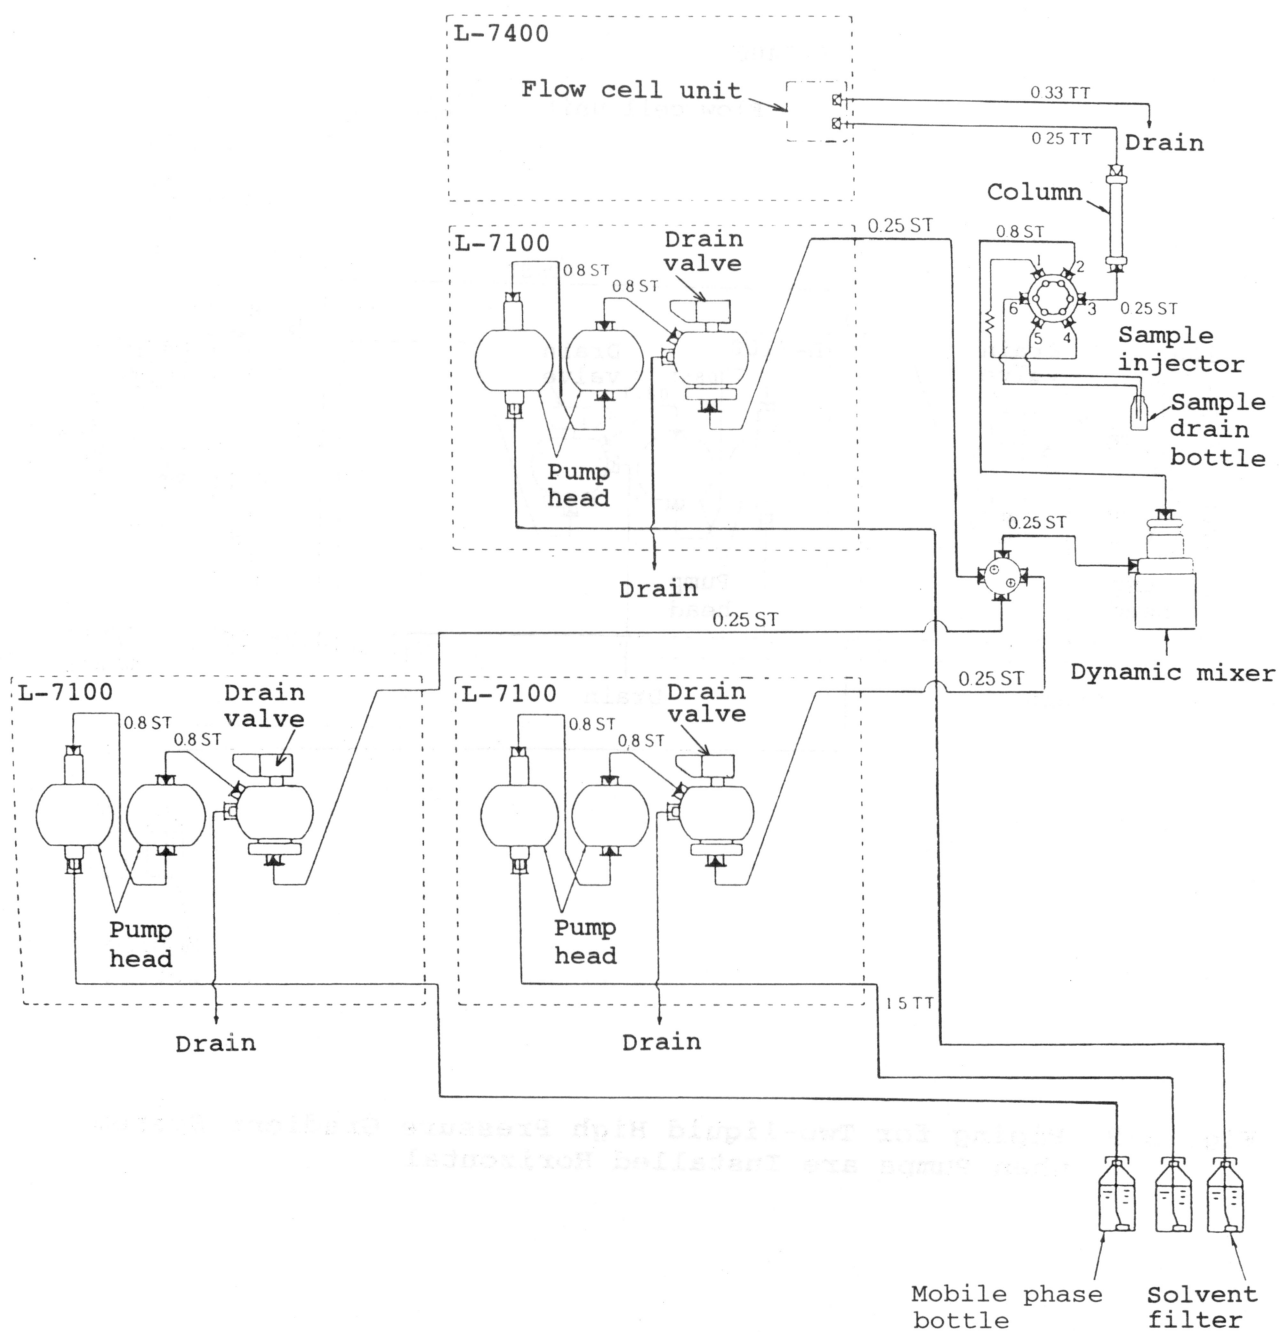 L-7400
Flow cell unit
0.33 TT
0.25 TT
Drain
Column
L-7100
Drain
valve
0.25 ST
0.8 ST
0.8 ST
0.8 ST
1
2
6
3
5
4
0.25 ST
Sample
injector
Sample
drain
bottle
Pump
head
0.25 ST
Drain
0.25 ST
Dynamic mixer
L-7100
Drain
valve
0.8 ST
0.8 ST
L-7100
Drain
valve
0.8 ST
0,8 ST
0.25 ST
Pump
head
Pump
head
1.5 TT
Drain
Drain
Mobile phase
bottle
Solvent
filter